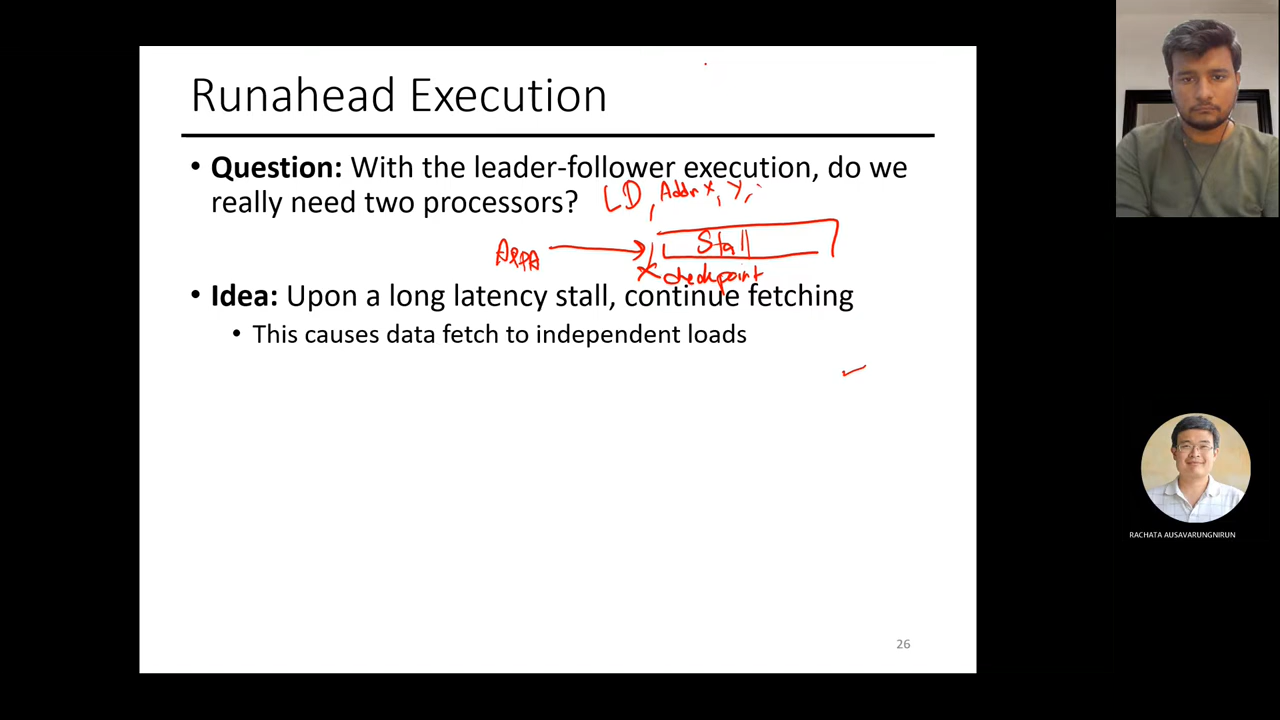 Runahead Execution
• Question: With the leader-follower execution, do we
really need two processors?
LD, Addr X, Y,
Stall
checkpoint
• Idea: Upon a long latency stall, continue fetching
• This causes data fetch to independent loads
26
RACHATA AUSAVARUNGNIRUN